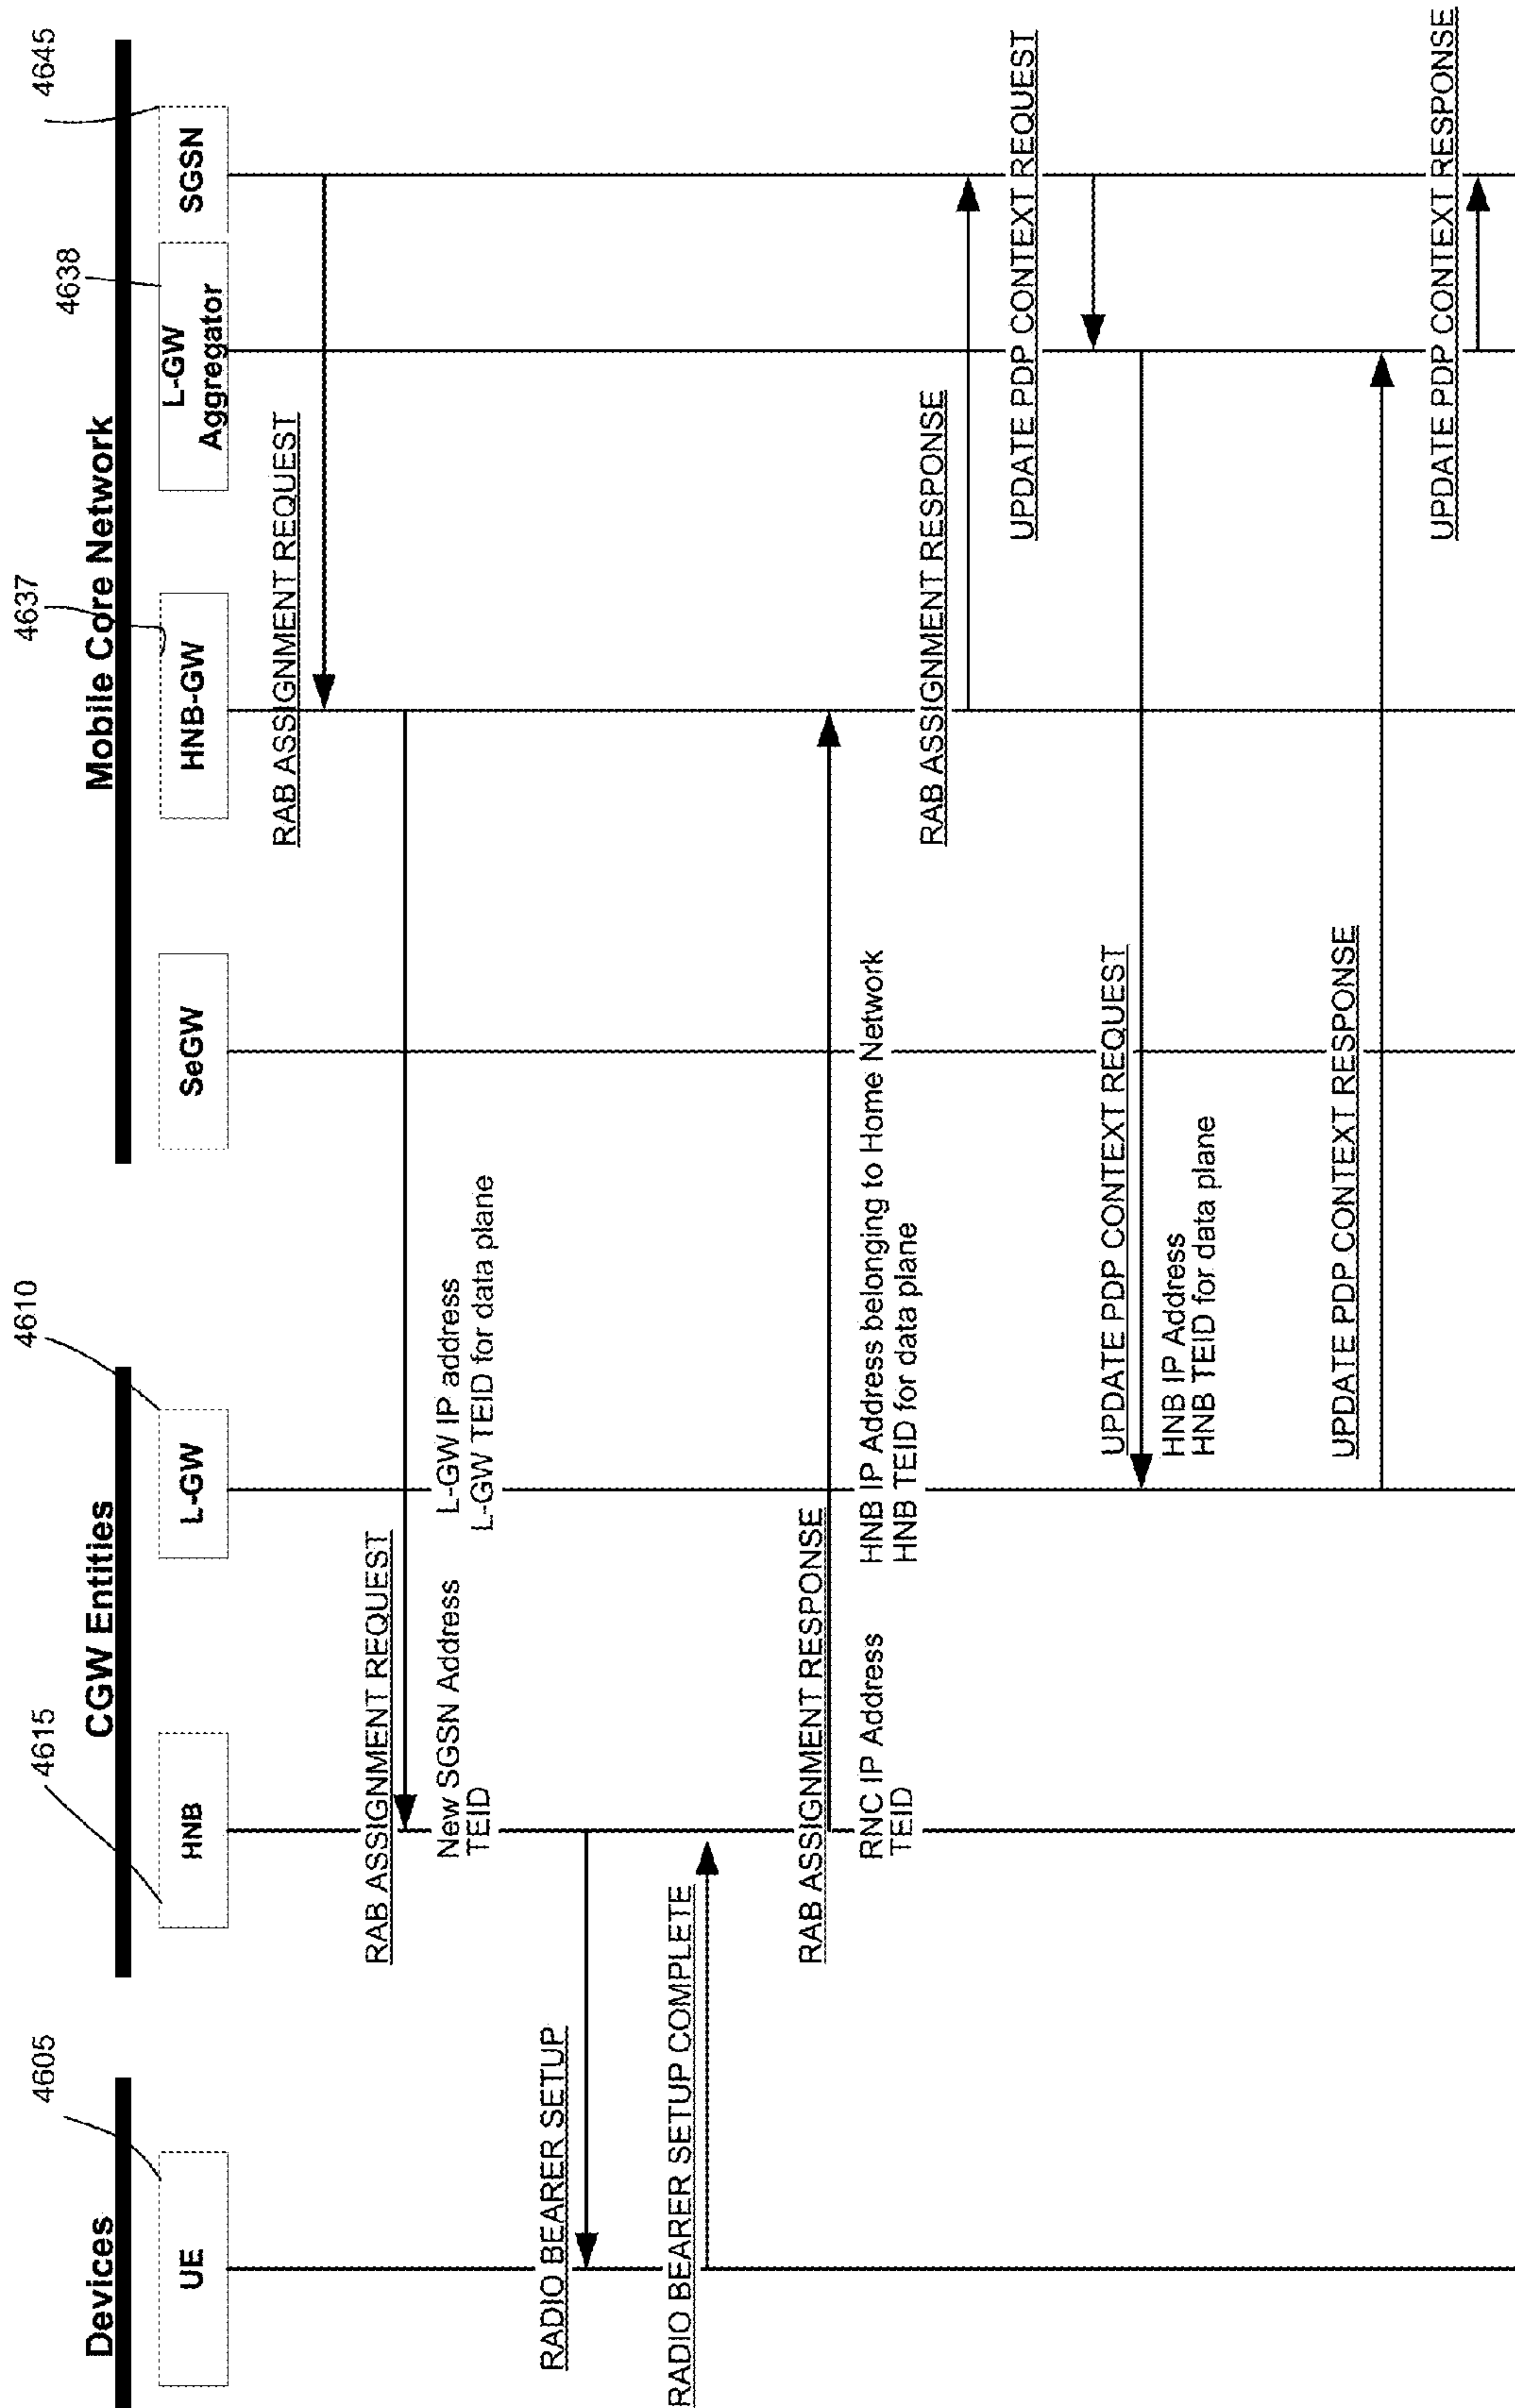 Devices
CGW Entities
Mobile Core Network
4605
4615
4610
4637
4638
4645
UE
HNB
L-GW
SeGW
HNB-GW
L-GW
Aggregator
SGSN
RAB ASSIGNMENT REQUEST
RAB ASSIGNMENT REQUEST
New SGSN Address
TEID
L-GW IP address
L-GW TEID for data plane
RADIO BEARER SETUP
RADIO BEARER SETUP COMPLETE
RAB ASSIGNMENT RESPONSE
RNC IP Address
TEID
HNB IP Address belonging to Home Network
HNB TEID for data plane
RAB ASSIGNMENT RESPONSE
UPDATE PDP CONTEXT REQUEST
UPDATE PDP CONTEXT REQUEST
HNB IP Address
HNB TEID for data plane
UPDATE PDP CONTEXT RESPONSE
UPDATE PDP CONTEXT RESPONSE